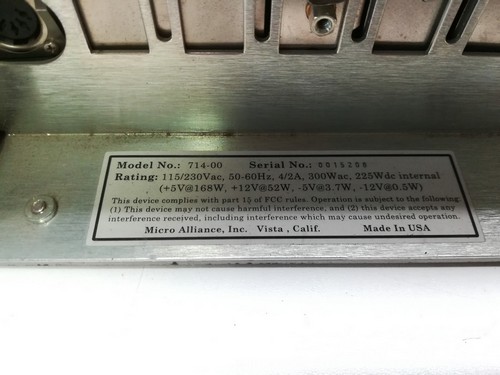 Model No.: 714-00 Serial No.: 0015208
Rating: 115/230Vac, 50-60Hz, 4/2A, 300Wac, 225Wdc internal
(+5V@168W, +12V@52W, -5V@3.7W, -12V@0.5W)
This device complies with part 15 of FCC rules. Operation is subject to the following
(1) This device may not cause harmful interference, and (2) this device accepts any
interference received, including interference which may cause undesired operation.
Micro Alliance, Inc. Vista , Calif. Made In USA